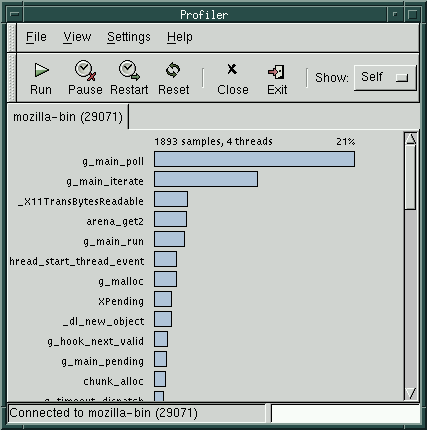 Profiler
File View Settings Help
Run Pause Restart Reset Close Exit Show: Self
mozilla-bin (29071)
1893 samples, 4 threads 21%
g_main_poll
g_main_iterate
_X11TransBytesReadable
arena_get2
g_main_run
hread_start_thread_event
g_malloc
XPending
_dl_new_object
g_hook_next_valid
g_main_pending
chunk_alloc
g_timeout_dispatch
Connected to mozilla-bin (29071)